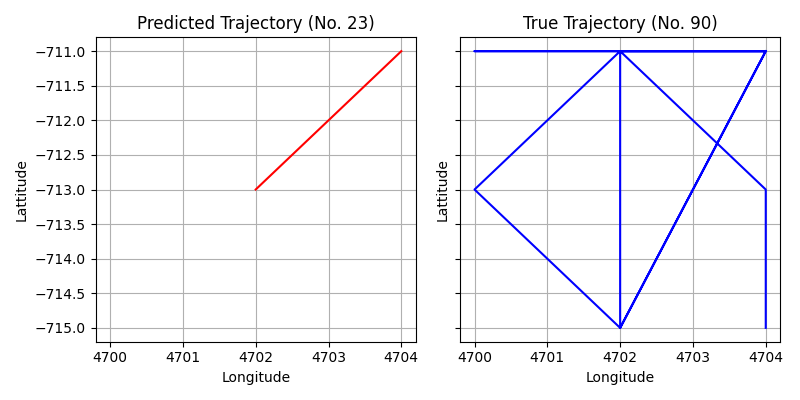 Predicted Trajectory (No. 23)
True Trajectory (No. 90)
Lattitude
−711.0
−711.5
−712.0
−712.5
−713.0
−713.5
−714.0
−714.5
−715.0
4700 4701 4702 4703 4704
Longitude
Lattitude
4700 4701 4702 4703 4704
Longitude